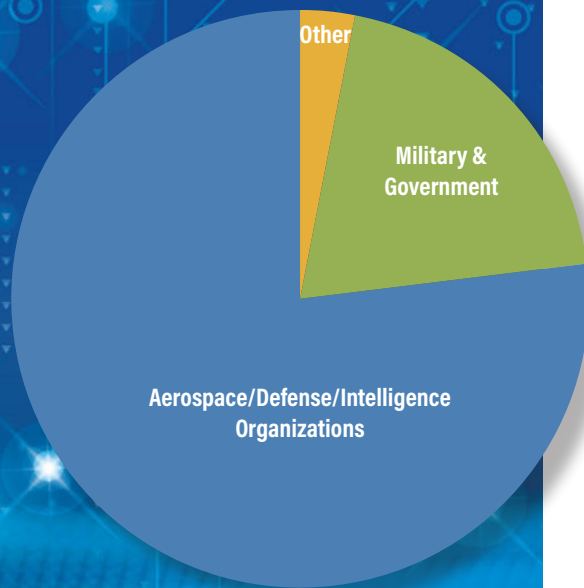 Other
Military &
Government
Aerospace/Defense/Intelligence
Organizations